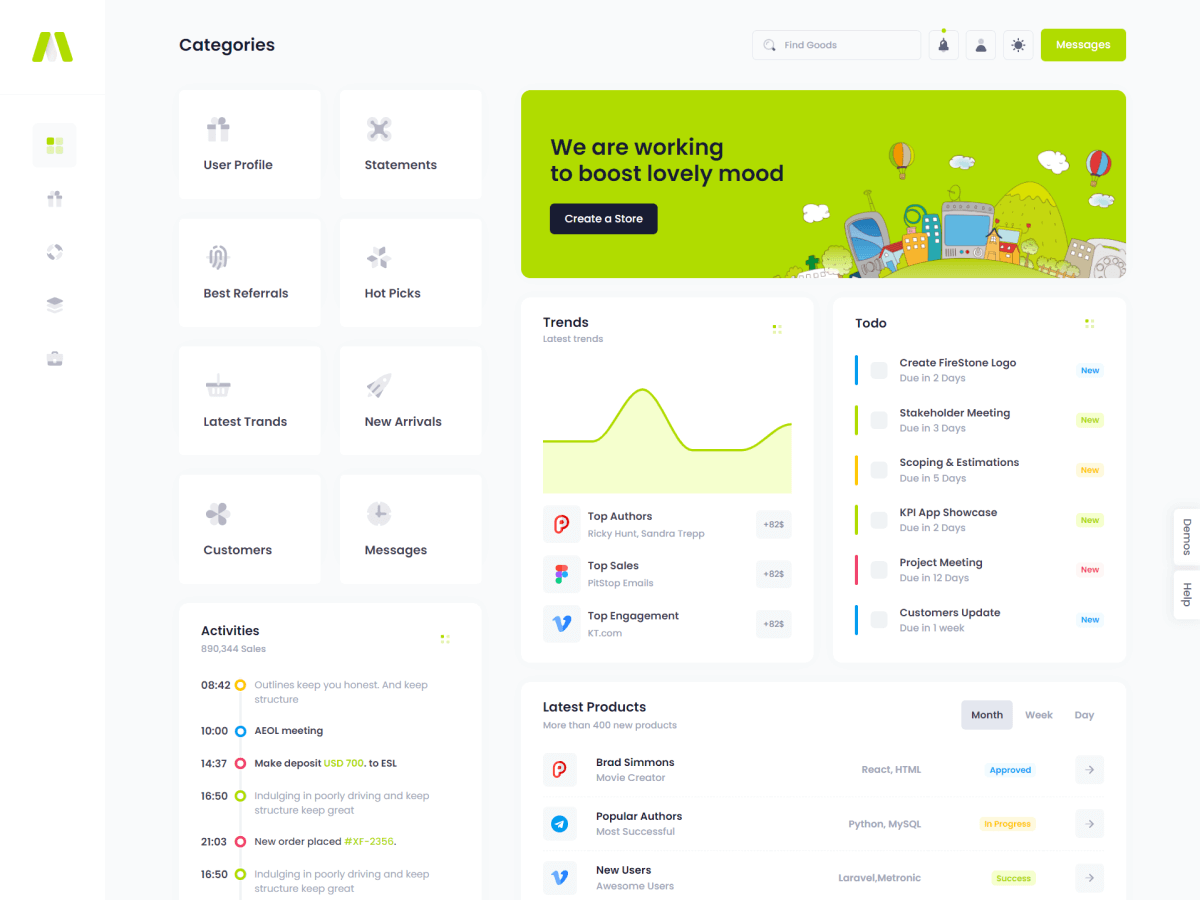 Categories
Find Goods
Messages
User Profile
Statements
Best Referrals
Hot Picks
Latest Trands
New Arrivals
Customers
Messages
Activities
890,344 Sales
08:42
Outlines keep you honest. And keep
structure
10:00
AEOL meeting
14:37
Make deposit USD 700. to ESL
16:50
Indulging in poorly driving and keep
structure keep great
21:03
New order placed #XF-2356.
16:50
Indulging in poorly driving and keep
structure keep great
We are working
to boost lovely mood
Create a Store
Trends
Latest trends
Top Authors
Ricky Hunt, Sandra Trepp
+82$
Top Sales
PitStop Emails
+82$
Top Engagement
KT.com
+82$
Todo
Create FireStone Logo
Due in 2 Days
New
Stakeholder Meeting
Due in 3 Days
New
Scoping & Estimations
Due in 5 Days
New
KPI App Showcase
Due in 2 Days
New
Project Meeting
Due in 12 Days
New
Customers Update
Due in 1 week
New
Latest Products
More than 400 new products
Month
Week
Day
Brad Simmons
Movie Creator
React, HTML
Approved
Popular Authors
Most Successful
Python, MySQL
In Progress
New Users
Awesome Users
Laravel,Metronic
Success
Demos
Help